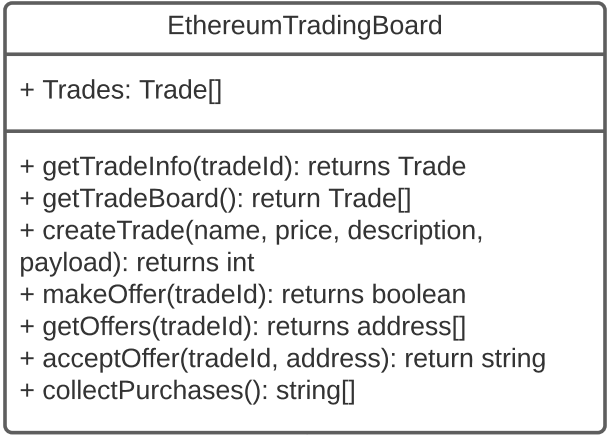 EthereumTradingBoard
+ Trades: Trade[]
+ getTradeInfo(tradeId): returns Trade
+ getTradeBoard(): return Trade[]
+ createTrade(name, price, description,
payload): returns int
+ makeOffer(tradeId): returns boolean
+ getOffers(tradeId): returns address[]
+ acceptOffer(tradeId, address): return string
+ collectPurchases(): string[]